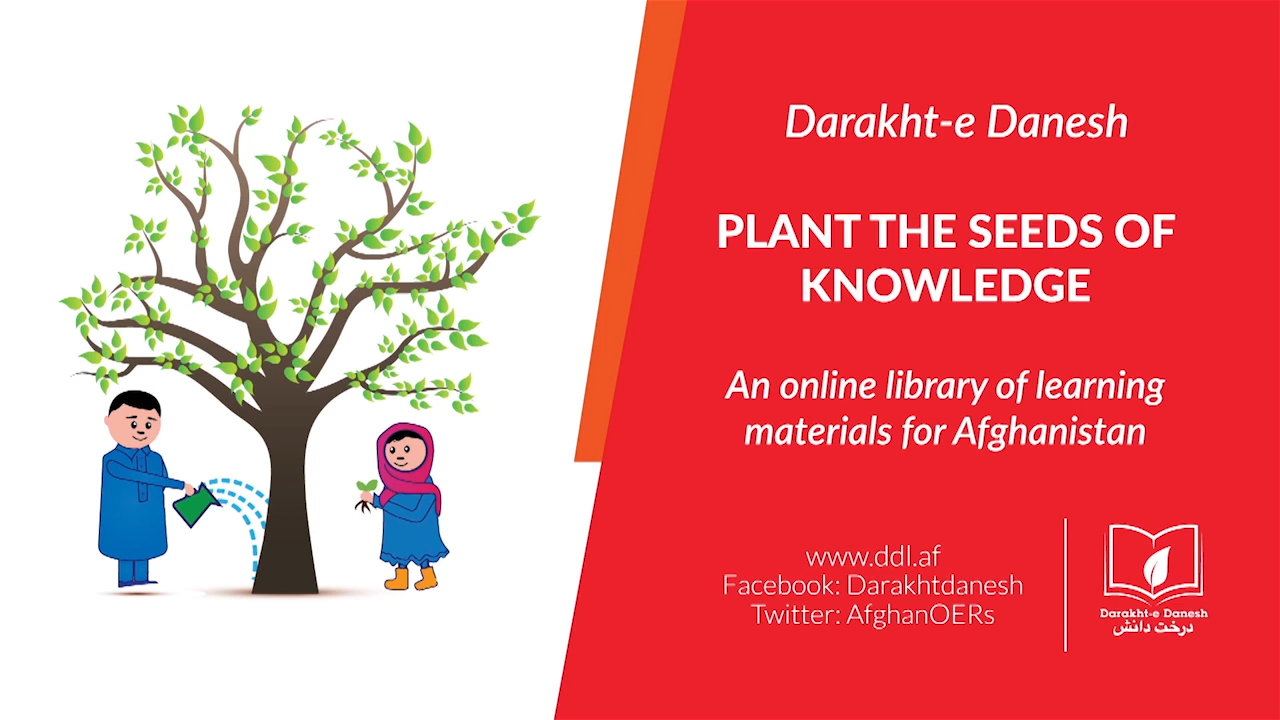 Darakht-e Danesh
PLANT THE SEEDS OF
KNOWLEDGE
An online library of learning
materials for Afghanistan
www.ddl.af
Facebook: Darakhtdanesh
Twitter: AfghanOERs
Darakht-e Danesh
درخت دانش